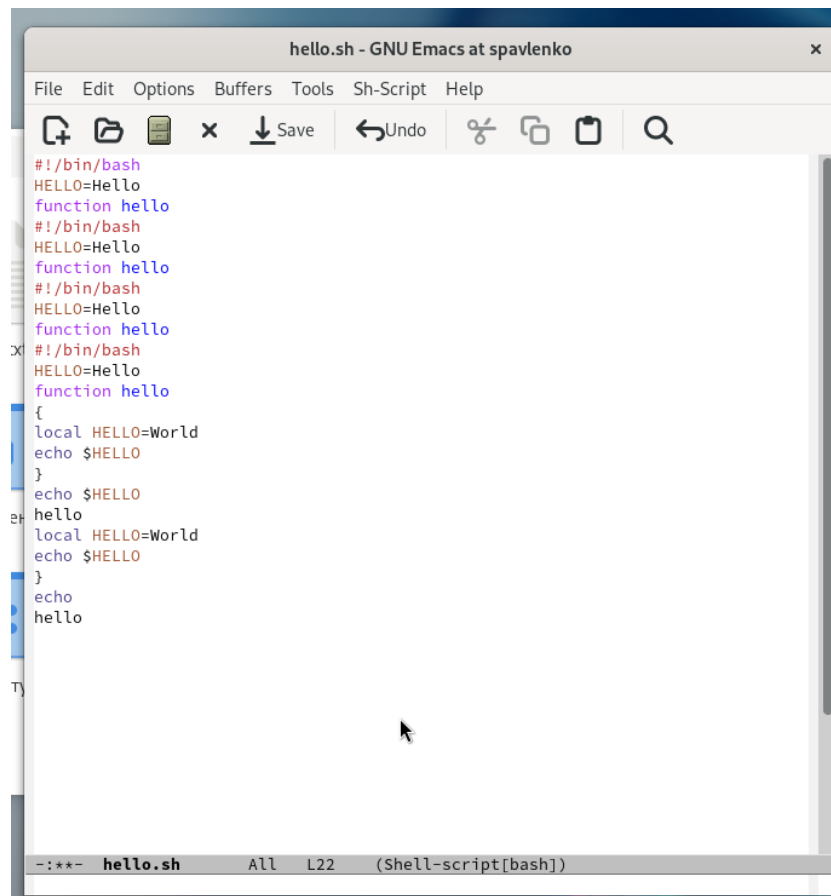 hello.sh - GNU Emacs at spavlenko
File Edit Options Buffers Tools Sh-Script Help
Save Undo
#!/bin/bash
HELLO=Hello
function hello
#!/bin/bash
HELLO=Hello
function hello
#!/bin/bash
HELLO=Hello
function hello
#!/bin/bash
HELLO=Hello
function hello
{
local HELLO=World
echo $HELLO
}
echo $HELLO
hello
local HELLO=World
echo $HELLO
}
echo
hello
-:**- hello.sh All L22 (Shell-script[bash])